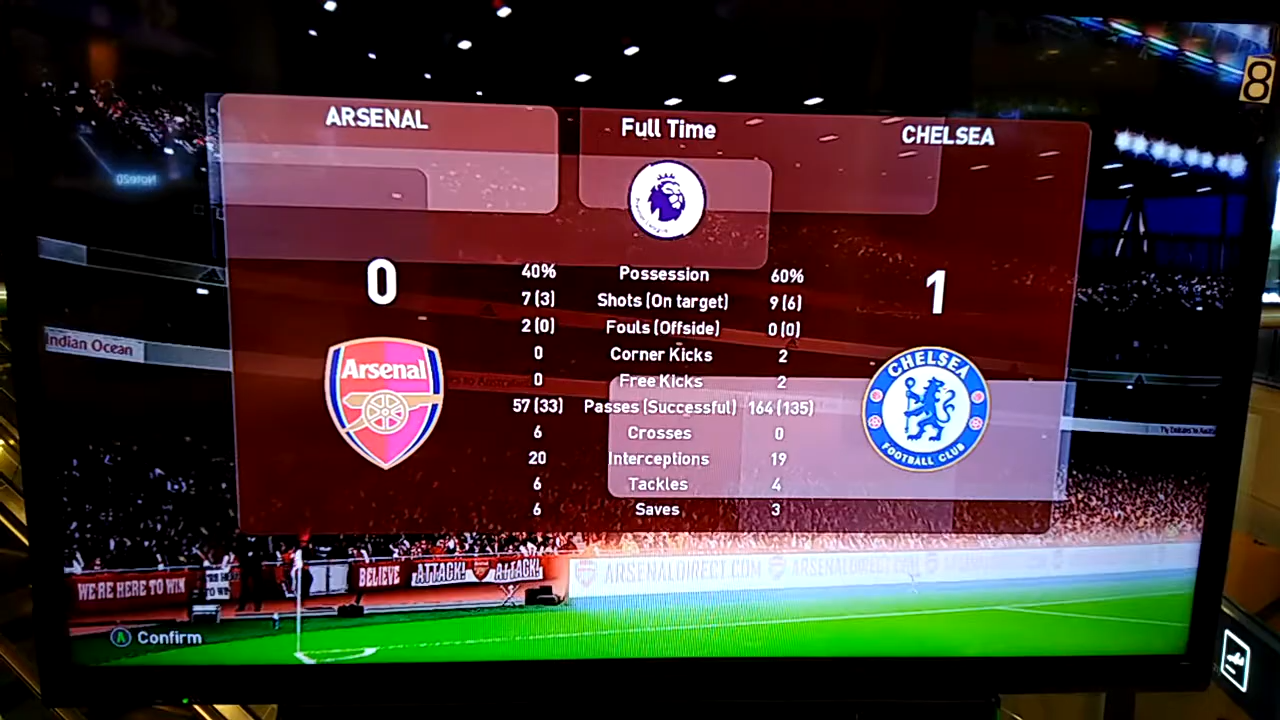 8
ARSENAL
Full Time
CHELSEA
Note20
0
1
40% Possession 60%
7 (3) Shots (On target) 9 (6)
2 (0) Fouls (Offside) 0 (0)
0 Corner Kicks 2
0 Free Kicks 2
57 (33) Passes (Successful) 164 (135)
6 Crosses 0
20 Interceptions 19
6 Tackles 4
6 Saves 3
Arsenal
CHELSEA
FOOTBALL CLUB
Indian Ocean
WE'RE HERE TO WIN
BELIEVE
ATTACK!
ATTACK!
ARSENALDIRECT.COM
ARSENALDIRECT.COM
Confirm